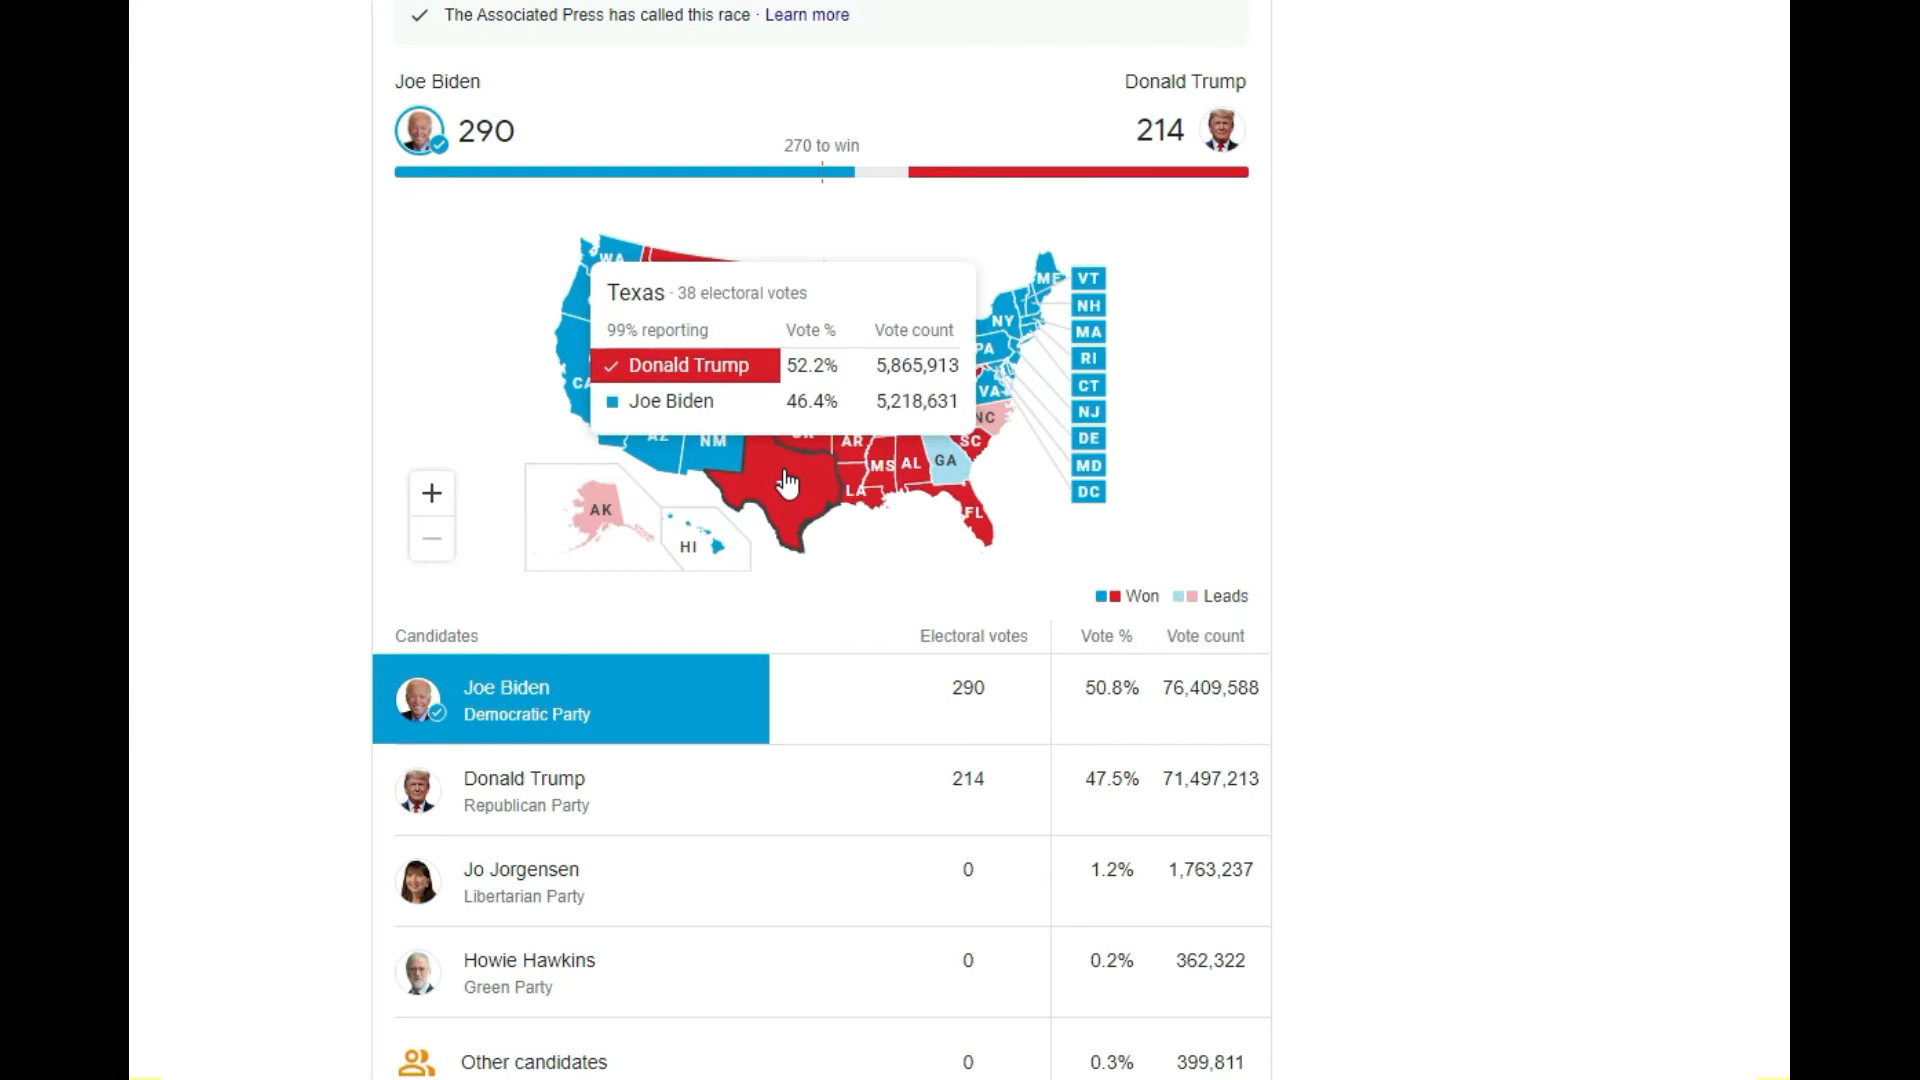 The Associated Press has called this race · Learn more
Joe Biden
Donald Trump
290
214
270 to win
WA
Texas · 38 electoral votes
99% reporting Vote % Vote count
Donald Trump 52.2% 5,865,913
Joe Biden 46.4% 5,218,631
ME
VT
NH
NY
MA
PA
RI
CA
CT
VA
NJ
NC
DE
AZ
NM
AR
SC
MS
AL
GA
MD
LA
DC
FL
AK
HI
+
−
Won Leads
Candidates Electoral votes Vote % Vote count
Joe Biden 290 50.8% 76,409,588
Democratic Party
Donald Trump 214 47.5% 71,497,213
Republican Party
Jo Jorgensen 0 1.2% 1,763,237
Libertarian Party
Howie Hawkins 0 0.2% 362,322
Green Party
Other candidates 0 0.3% 399,811